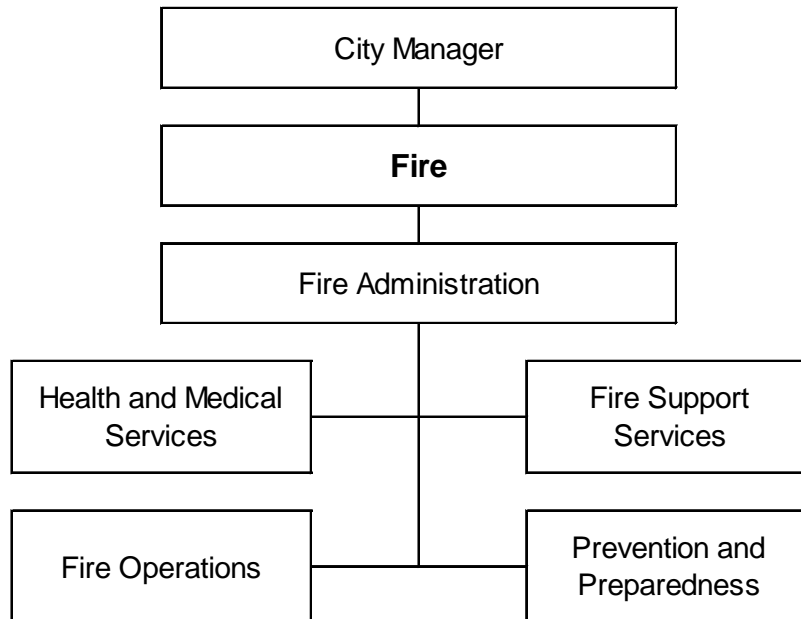 City Manager
Fire
Fire Administration
Health and Medical
Services
Fire Support
Services
Fire Operations
Prevention and
Preparedness